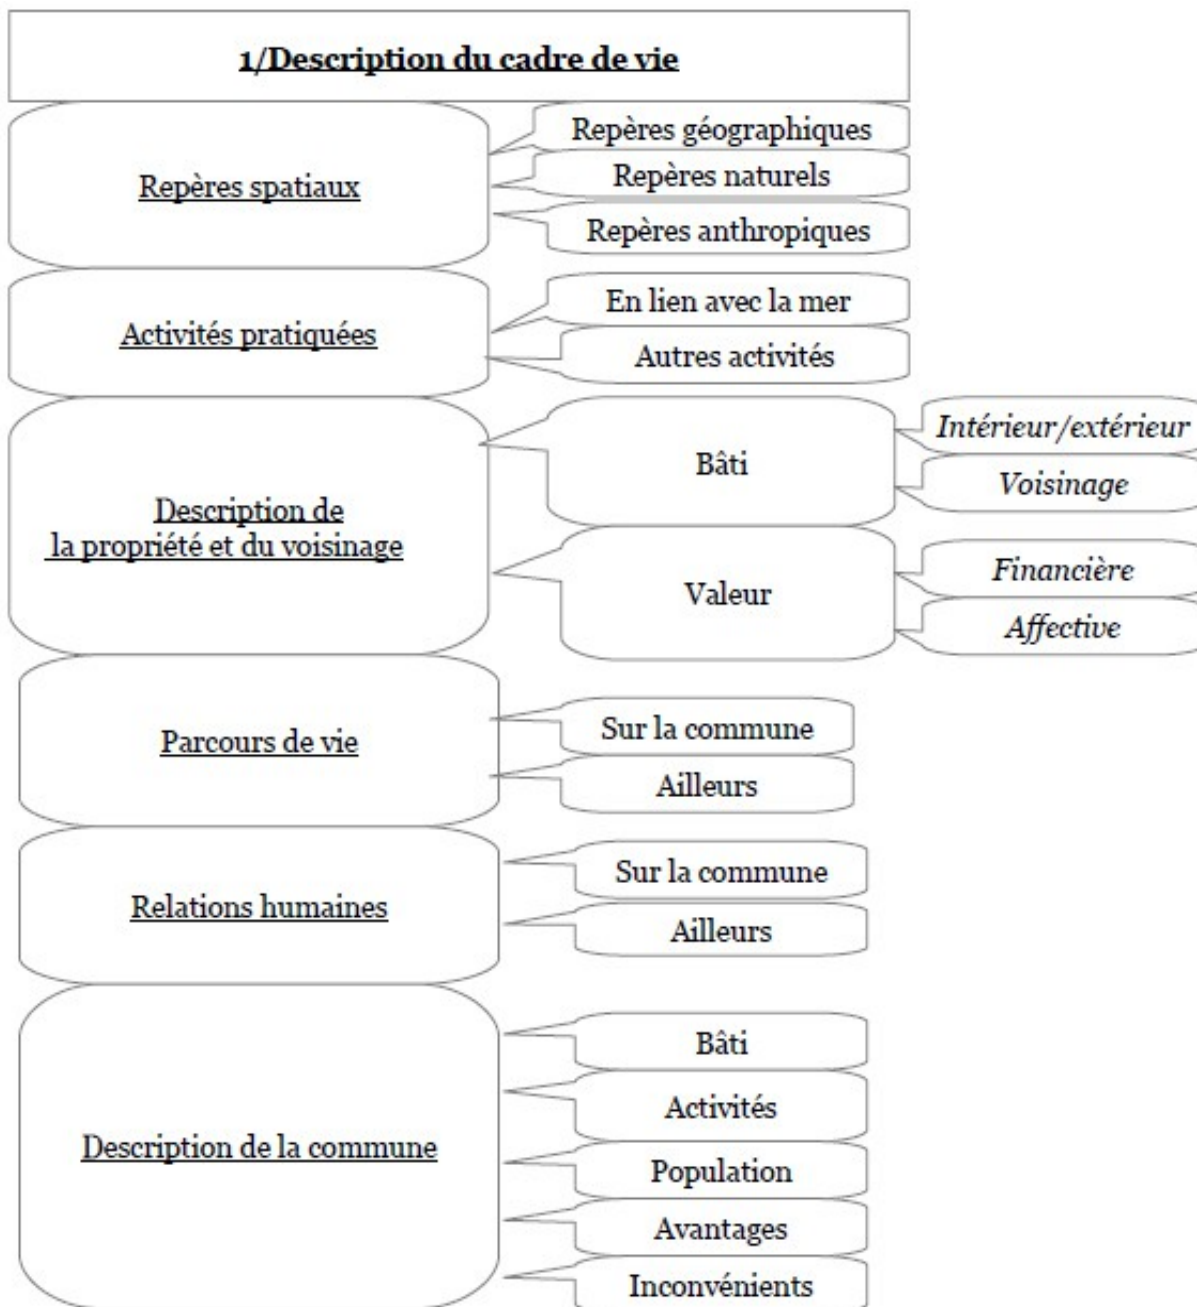 1/Description du cadre de vie
Repères spatiaux
Repères géographiques
Repères naturels
Repères anthropiques
Activités pratiquées
En lien avec la mer
Autres activités
Description de
la propriété et du voisinage
Bâti
Intérieur/extérieur
Voisinage
Valeur
Financière
Affective
Parcours de vie
Sur la commune
Ailleurs
Relations humaines
Sur la commune
Ailleurs
Description de la commune
Bâti
Activités
Population
Avantages
Inconvénients